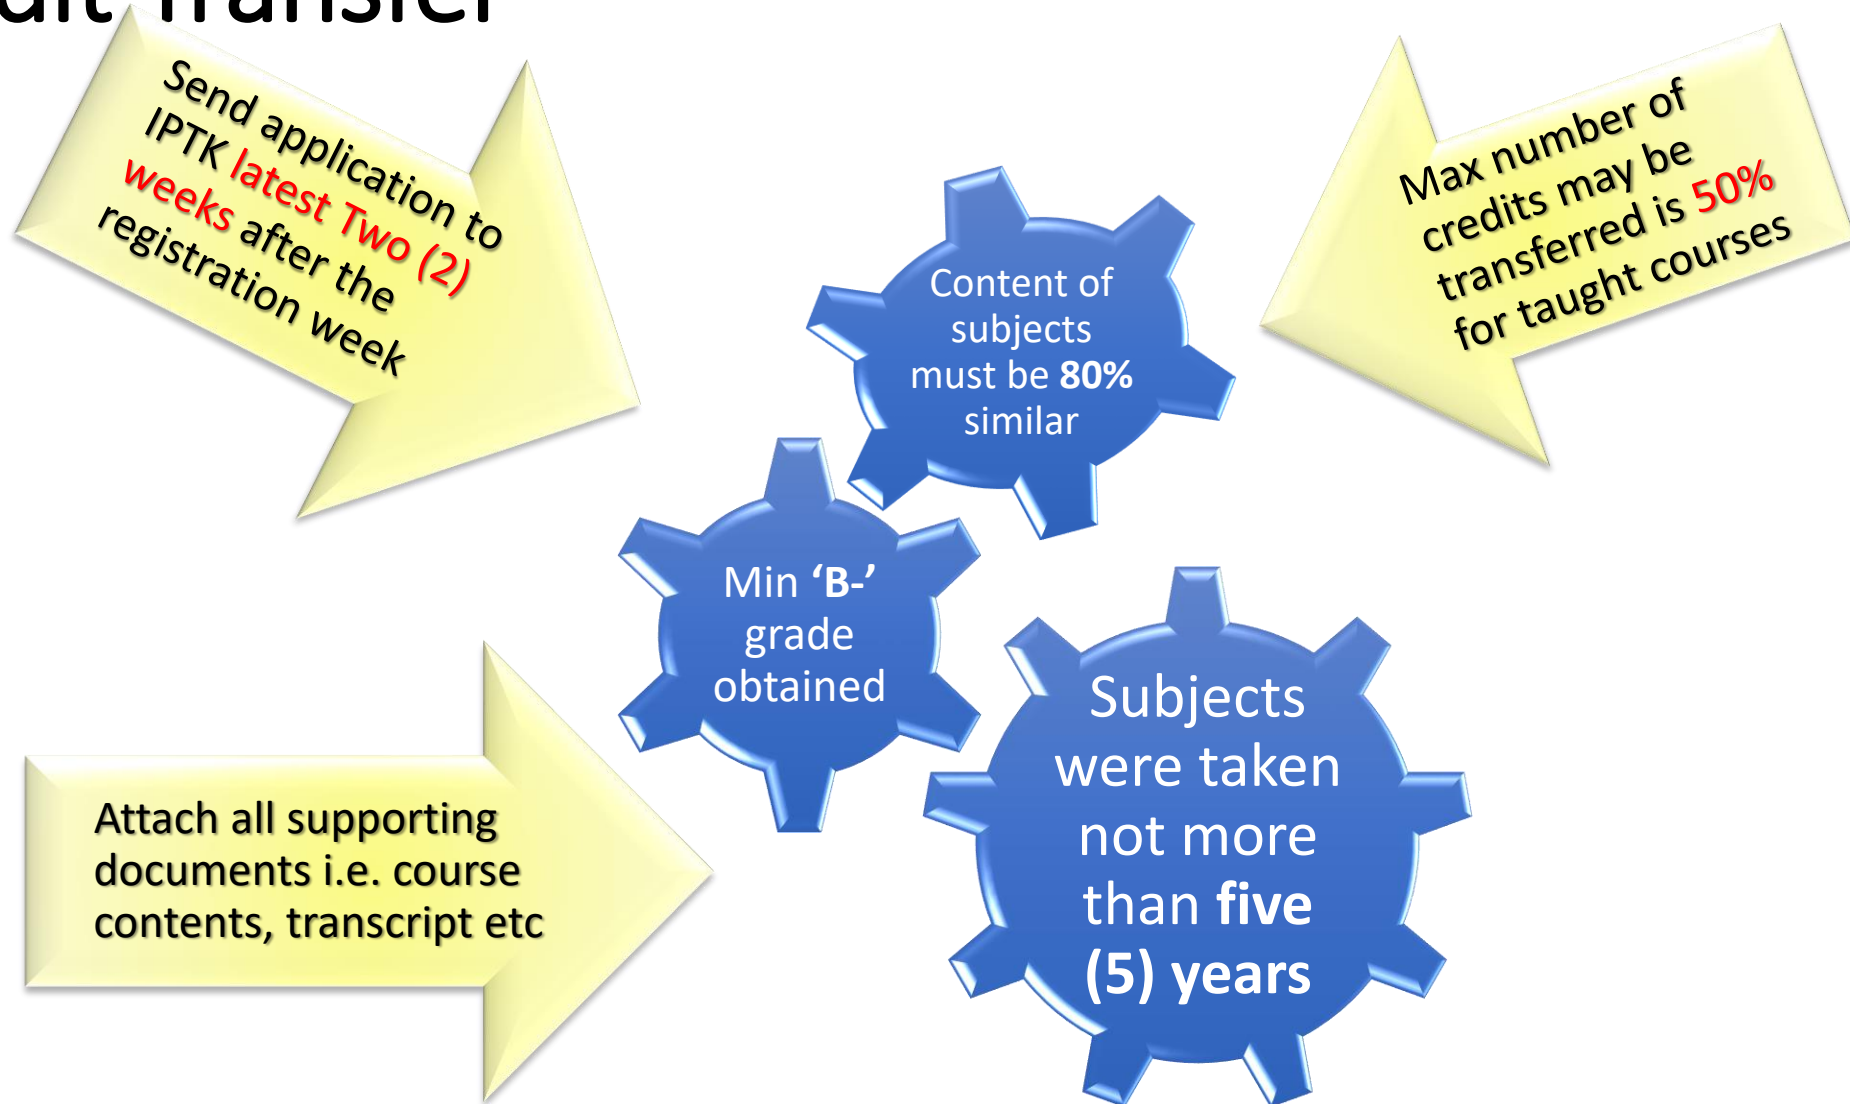 dit Transfer
Send application to
IPTK latest Two (2)
weeks after the
registration week
Max number of
credits may be
transferred is 50%
for taught courses
Content of
subjects
must be 80%
similar
Min ‘B-’
grade
obtained
Subjects
were taken
not more
than five
(5) years
Attach all supporting
documents i.e. course
contents, transcript etc